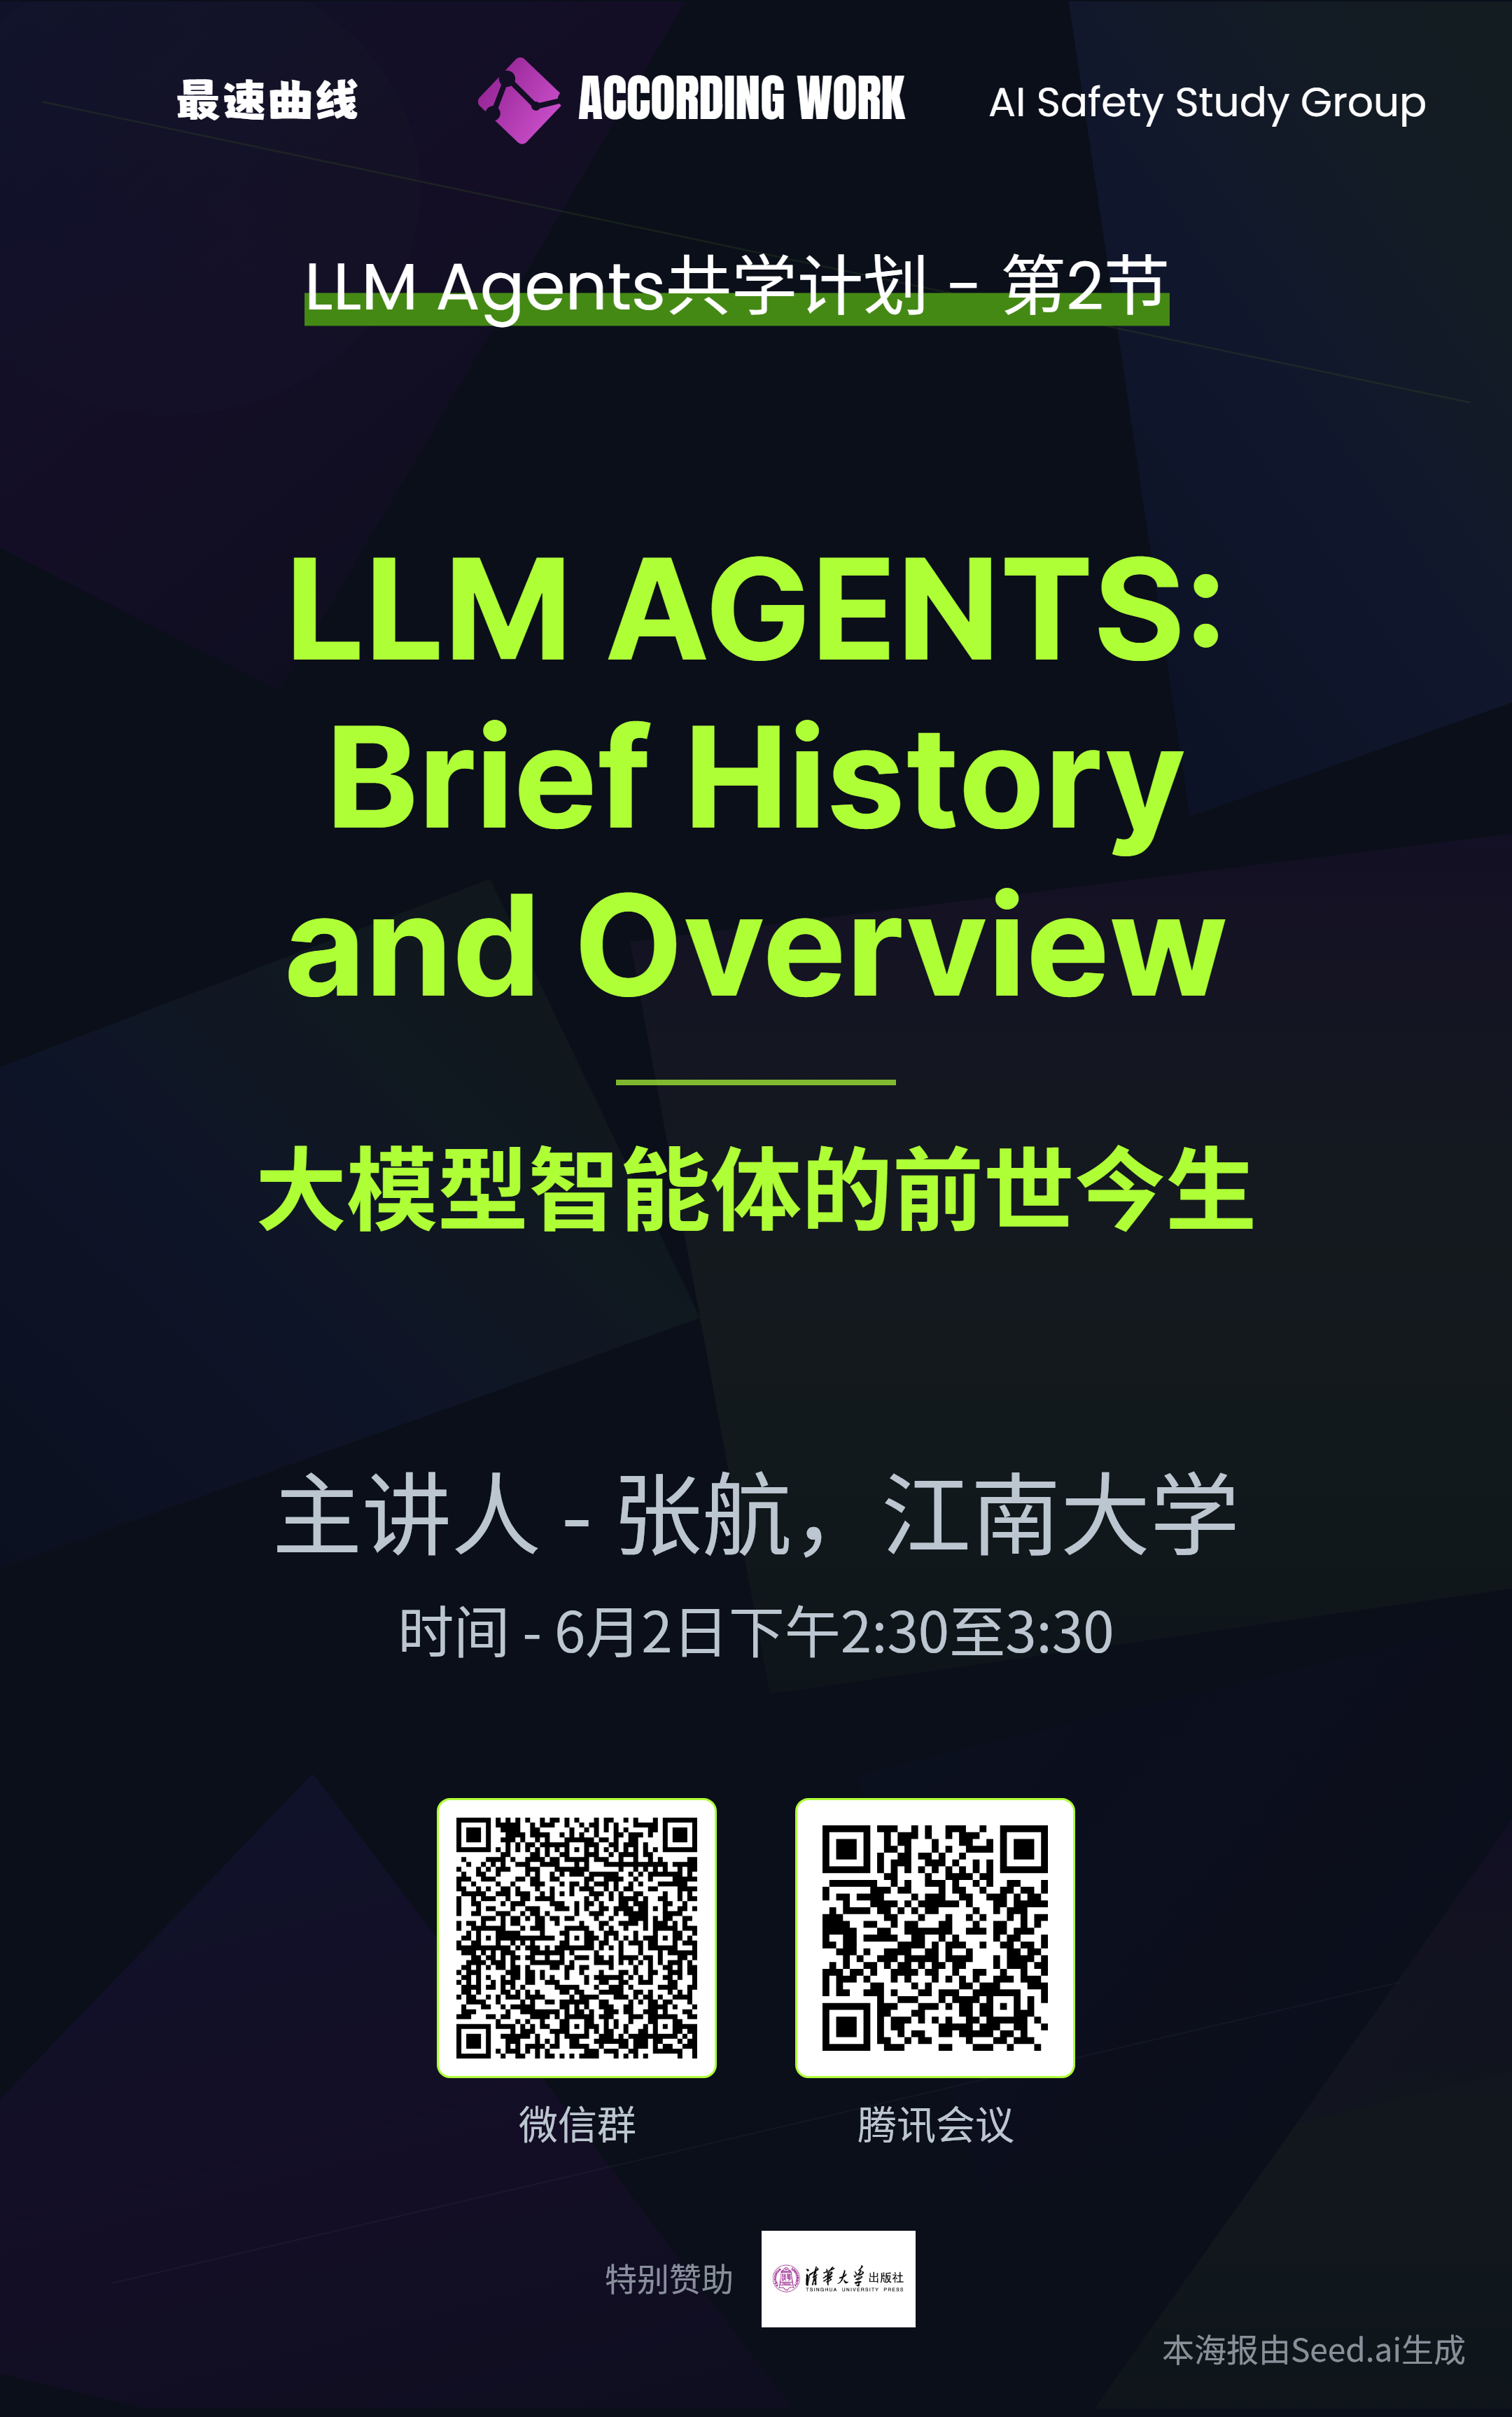 最速曲线
ACCORDING WORK
AI Safety Study Group
LLM Agents共学计划 - 第2节
LLM AGENTS:
Brief History
and Overview
大模型智能体的前世今生
主讲人 - 张航，江南大学
时间 - 6月2日下午2:30至3:30
微信群
腾讯会议
特别赞助
清華大学出版社
TSINGHUA UNIVERSITY PRESS
本海报由Seed.ai生成